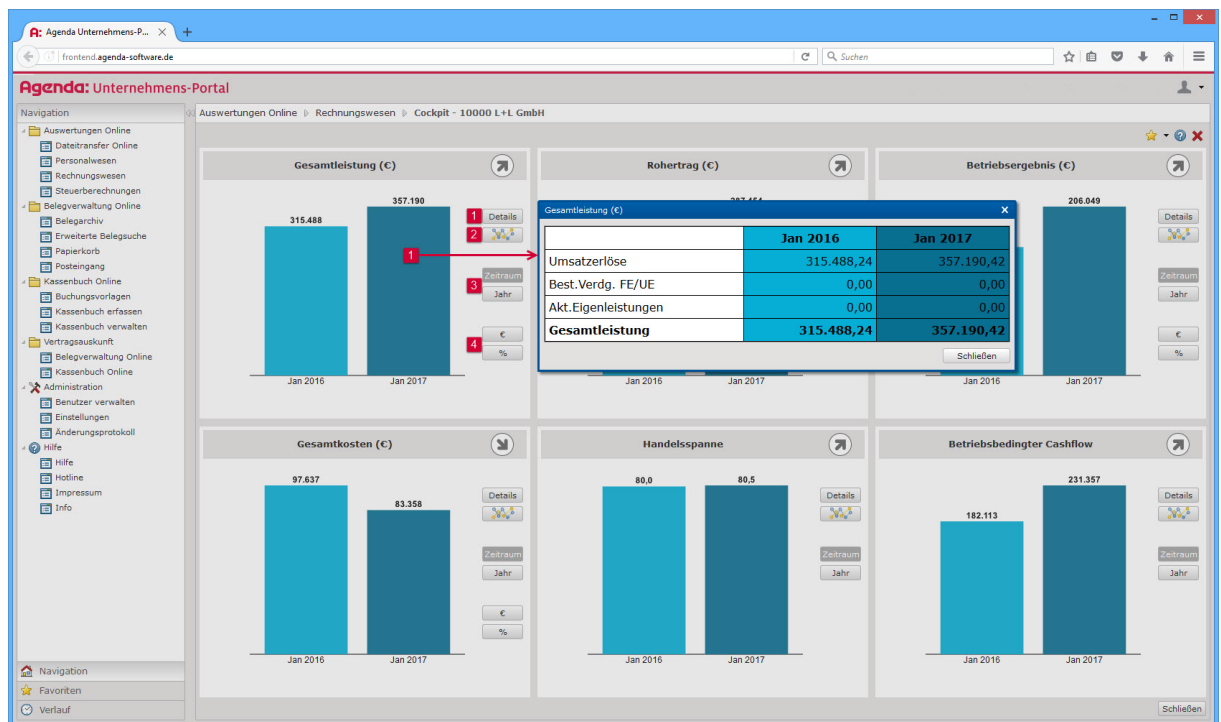 Agenda Unternehmens-P...
frontend.agenda-software.de
Suchen
Agenda: Unternehmens-Portal
Navigation
Auswertungen Online
Dateitransfer Online
Personalwesen
Rechnungswesen
Steuerberechnungen
Belegverwaltung Online
Belegarchiv
Erweiterte Belegsuche
Papierkorb
Posteingang
Kassenbuch Online
Buchungsvorlagen
Kassenbuch erfassen
Kassenbuch verwalten
Vertragsauskunft
Belegverwaltung Online
Kassenbuch Online
Administration
Benutzer verwalten
Einstellungen
Änderungsprotokoll
Hilfe
Hilfe
Hotline
Impressum
Info
Navigation
Favoriten
Verlauf
Auswertungen Online Rechnungswesen Cockpit - 10000 L+L GmbH
Gesamtleistung (€)
315.488
357.190
Jan 2016 Jan 2017
1 Details
2
3 Zeitraum
Jahr
4 €
%
1
Rohertrag (€)
Jan 2016 Jan 2017
Gesamtleistung (€)
Jan 2016 Jan 2017
Umsatzerlöse 315.488,24 357.190,42
Best.Verdg. FE/UE 0,00 0,00
Akt.Eigenleistungen 0,00 0,00
Gesamtleistung 315.488,24 357.190,42
Schließen
Betriebsergebnis (€)
206.049
Jan 2016 Jan 2017
Details
Zeitraum
Jahr
€
%
Gesamtkosten (€)
97.637
83.358
Jan 2016 Jan 2017
Details
Zeitraum
Jahr
€
%
Handelsspanne
80,0 80,5
Jan 2016 Jan 2017
Details
Zeitraum
Jahr
Betriebsbedingter Cashflow
182.113
231.357
Jan 2016 Jan 2017
Details
Zeitraum
Jahr
Schließen